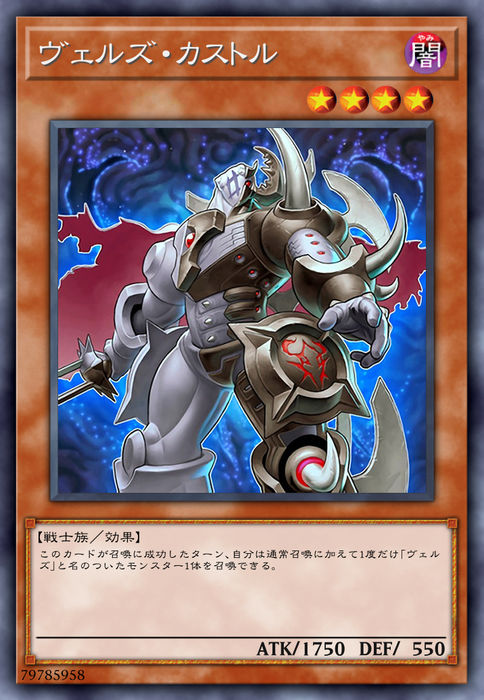 ヴェルズ・カストル
やみ
闇
【戦士族／効果】
このカードが召喚に成功したターン、自分は通常召喚に加えて1度だけ「ヴェル
ズ」と名のついたモンスター1体を召喚できる。
ATK/1750 DEF/ 550
79785958